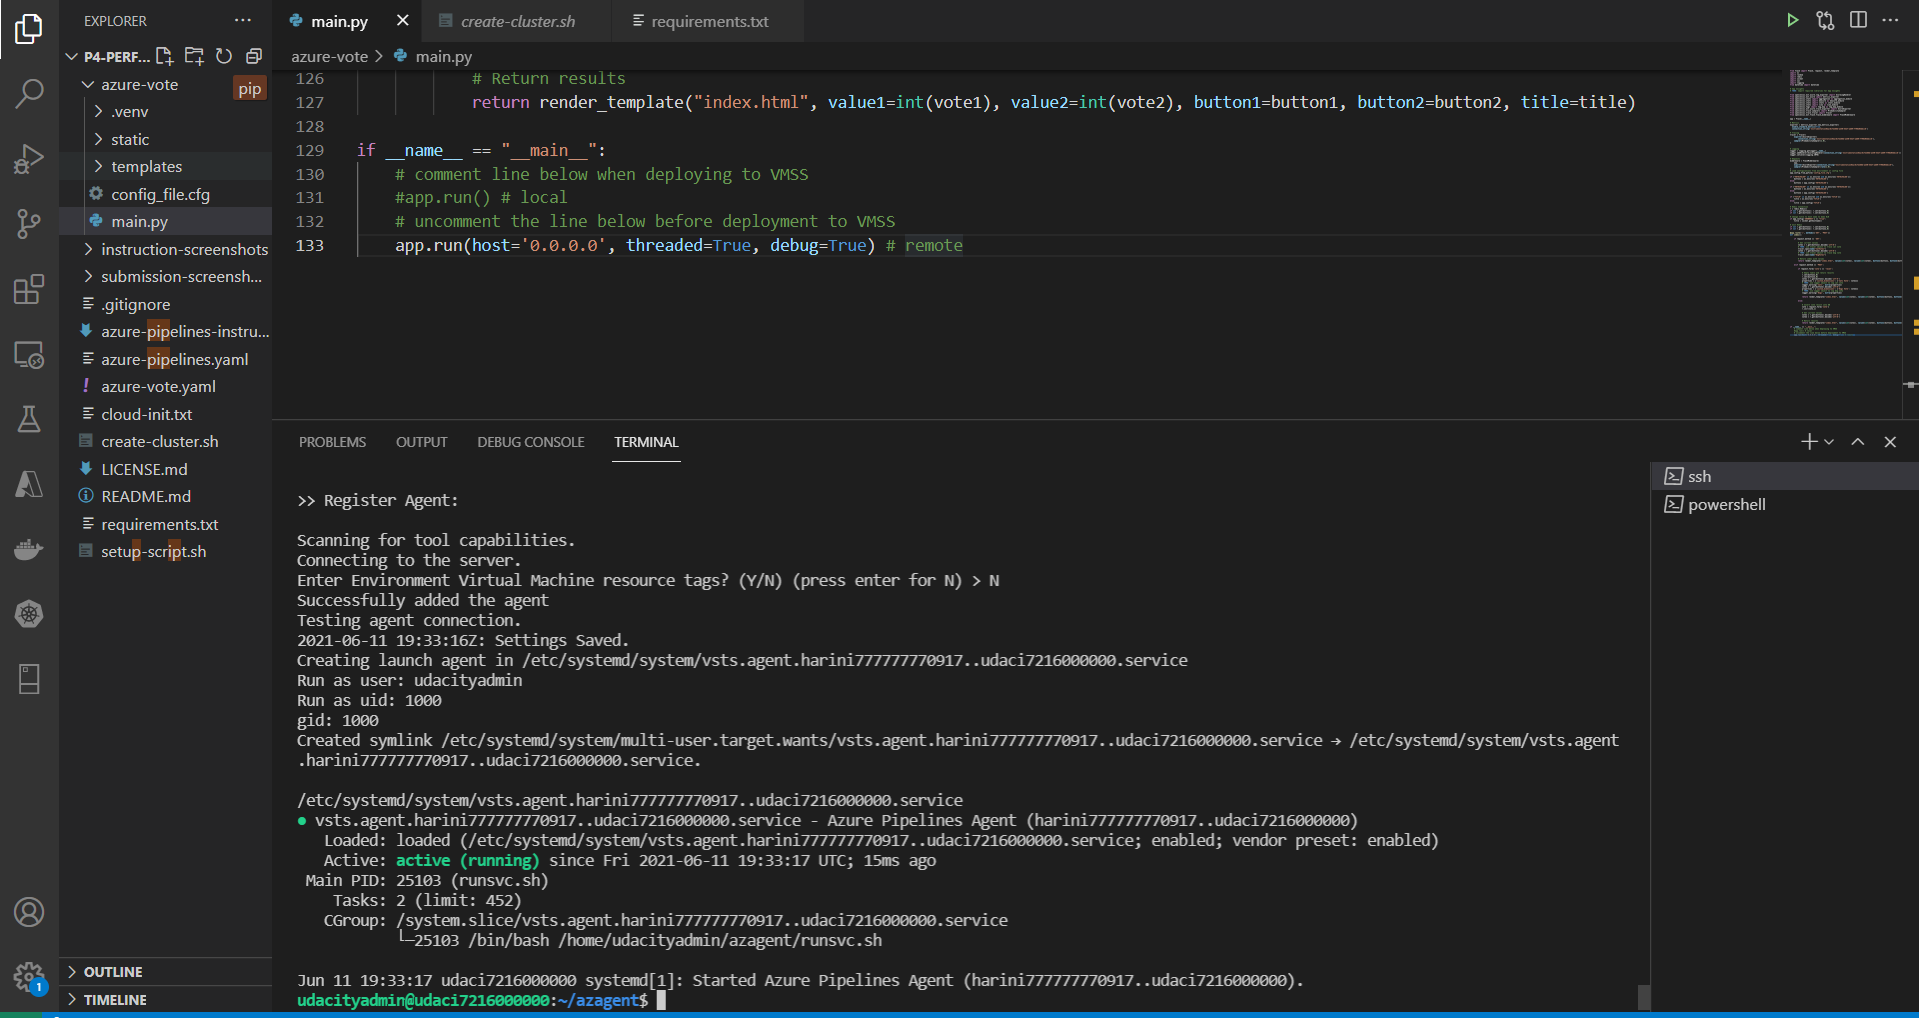 EXPLORER
P4-PERF...
azure-vote
pip
.venv
static
templates
config_file.cfg
main.py
instruction-screenshots
submission-screensh...
.gitignore
azure-pipelines-instru...
azure-pipelines.yaml
azure-vote.yaml
cloud-init.txt
create-cluster.sh
LICENSE.md
README.md
requirements.txt
setup-script.sh
OUTLINE
TIMELINE
1
main.py
create-cluster.sh
requirements.txt
azure-vote > main.py
126 # Return results
127 return render_template("index.html", value1=int(vote1), value2=int(vote2), button1=button1, button2=button2, title=title)
128
129 if __name__ == "__main__":
130 # comment line below when deploying to VMSS
131 #app.run() # local
132 # uncomment the line below before deployment to VMSS
133 app.run(host='0.0.0.0', threaded=True, debug=True) # remote
PROBLEMS OUTPUT DEBUG CONSOLE TERMINAL
ssh
powershell
>> Register Agent:
Scanning for tool capabilities.
Connecting to the server.
Enter Environment Virtual Machine resource tags? (Y/N) (press enter for N) > N
Successfully added the agent
Testing agent connection.
2021-06-11 19:33:16Z: Settings Saved.
Creating launch agent in /etc/systemd/system/vsts.agent.harini777777770917..udaci7216000000.service
Run as user: udacityadmin
Run as uid: 1000
gid: 1000
Created symlink /etc/systemd/system/multi-user.target.wants/vsts.agent.harini777777770917..udaci7216000000.service → /etc/systemd/system/vsts.agent
.harini777777770917..udaci7216000000.service.
/etc/systemd/system/vsts.agent.harini777777770917..udaci7216000000.service
● vsts.agent.harini777777770917..udaci7216000000.service - Azure Pipelines Agent (harini777777770917..udaci7216000000)
Loaded: loaded (/etc/systemd/system/vsts.agent.harini777777770917..udaci7216000000.service; enabled; vendor preset: enabled)
Active: active (running) since Fri 2021-06-11 19:33:17 UTC; 15ms ago
Main PID: 25103 (runsvc.sh)
Tasks: 2 (limit: 452)
CGroup: /system.slice/vsts.agent.harini777777770917..udaci7216000000.service
└─25103 /bin/bash /home/udacityadmin/azagent/runsvc.sh
Jun 11 19:33:17 udaci7216000000 systemd[1]: Started Azure Pipelines Agent (harini777777770917..udaci7216000000).
udacityadmin@udaci7216000000:~/azagent$